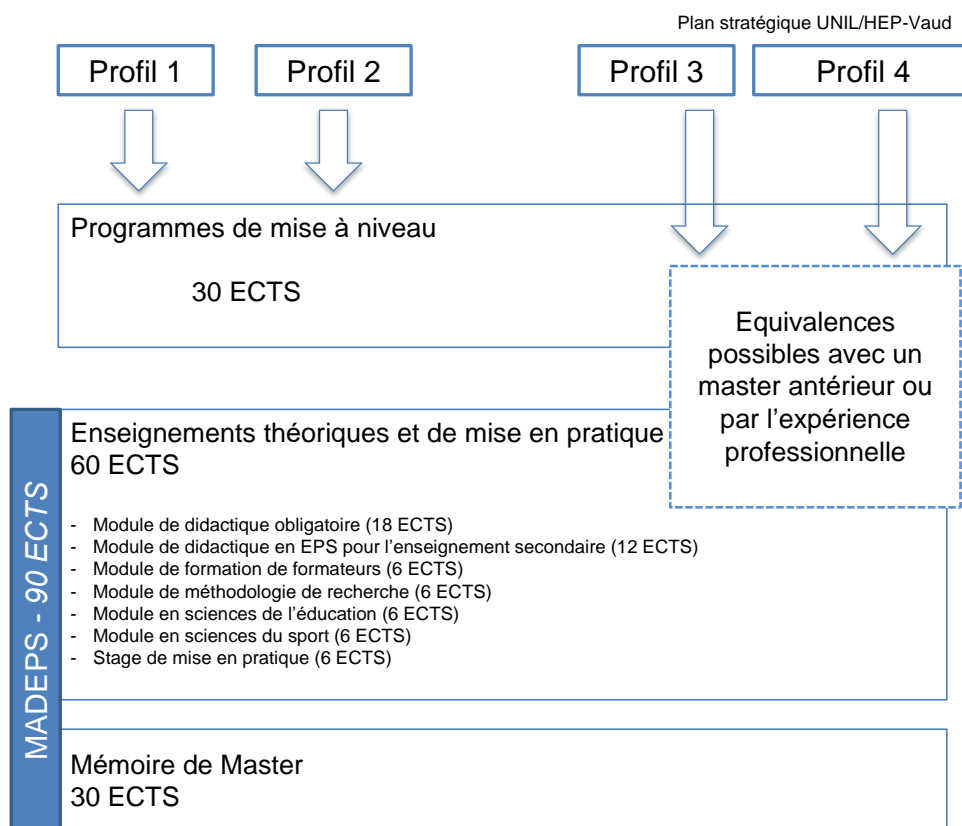 Plan stratégique UNIL/HEP-Vaud
Profil 1
Profil 2
Profil 3
Profil 4
Programmes de mise à niveau
30 ECTS
Equivalences
possibles avec un
master antérieur ou
par l’expérience
professionnelle
MADEPS - 90 ECTS
Enseignements théoriques et de mise en pratique
60 ECTS
- Module de didactique obligatoire (18 ECTS)
- Module de didactique en EPS pour l’enseignement secondaire (12 ECTS)
- Module de formation de formateurs (6 ECTS)
- Module de méthodologie de recherche (6 ECTS)
- Module en sciences de l’éducation (6 ECTS)
- Module en sciences du sport (6 ECTS)
- Stage de mise en pratique (6 ECTS)
Mémoire de Master
30 ECTS